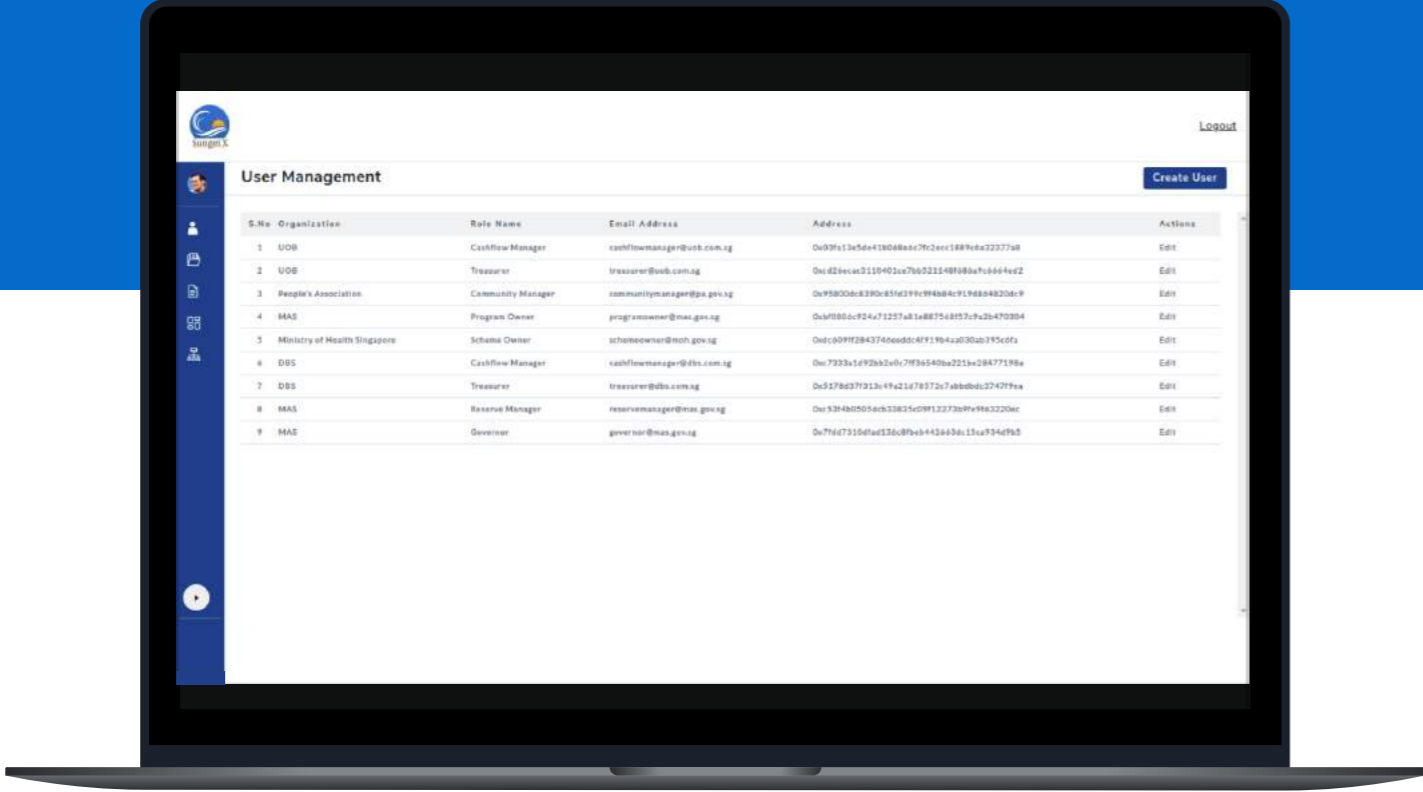 Logout
User Management
Create User
S.No Organization Role Name Email Address Address Actions
1 UOB Cashflow Manager cashflowmanager@uob.com.sg Edit
2 UOB Treasurer treasurer@uob.com.sg Edit
3 People's Association Community Manager communitymanager@pa.gov.sg Edit
4 MAS Program Owner programowner@mas.gov.sg Edit
5 Ministry of Health Singapore Scheme Owner schemeowner@moh.gov.sg Edit
6 DBS Cashflow Manager cashflowmanager@dbs.com.sg Edit
7 DBS Treasurer treasurer@dbs.com.sg Edit
8 MAS Reserve Manager reservemanager@mas.gov.sg Edit
9 MAS Governor governor@mas.gov.sg Edit